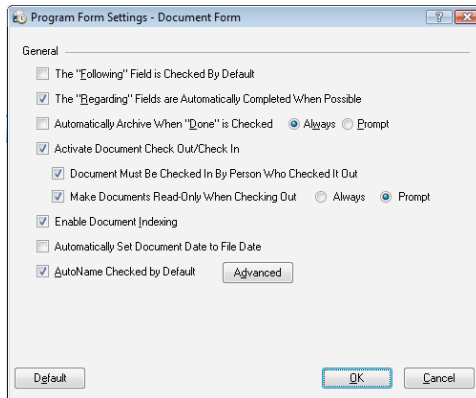 Program Form Settings - Document Form
General
The "Following" Field is Checked By Default
The "Regarding" Fields are Automatically Completed When Possible
Automatically Archive When "Done" is Checked Always Prompt
Activate Document Check Out/Check In
Document Must Be Checked In By Person Who Checked It Out
Make Documents Read-Only When Checking Out Always Prompt
Enable Document Indexing
Automatically Set Document Date to File Date
AutoName Checked by Default Advanced
Default OK Cancel